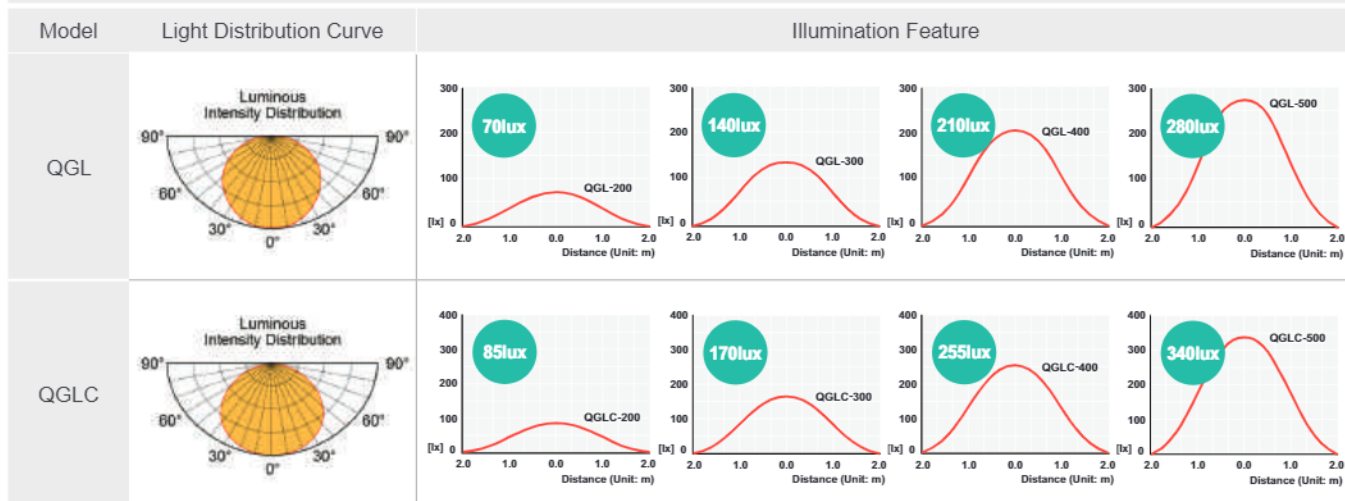 Model
Light Distribution Curve
Illumination Feature
QGL
Luminous
Intensity Distribution
90° 90°
60° 60°
30° 30°
0°
300
200
100
[lx] 0
2.0 1.0 0.0 1.0 2.0
Distance (Unit: m)
70lux
QGL-200
300
200
100
[lx] 0
2.0 1.0 0.0 1.0 2.0
Distance (Unit: m)
140lux
QGL-300
300
200
100
[lx] 0
2.0 1.0 0.0 1.0 2.0
Distance (Unit: m)
210lux
QGL-400
300
200
100
[lx] 0
2.0 1.0 0.0 1.0 2.0
Distance (Unit: m)
280lux
QGL-500
QGLC
Luminous
Intensity Distribution
90° 90°
60° 60°
30° 30°
0°
400
300
200
100
[lx] 0
2.0 1.0 0.0 1.0 2.0
Distance (Unit: m)
85lux
QGLC-200
400
300
200
100
[lx] 0
2.0 1.0 0.0 1.0 2.0
Distance (Unit: m)
170lux
QGLC-300
400
300
200
100
[lx] 0
2.0 1.0 0.0 1.0 2.0
Distance (Unit: m)
255lux
QGLC-400
400
300
200
100
[lx] 0
2.0 1.0 0.0 1.0 2.0
Distance (Unit: m)
340lux
QGLC-500